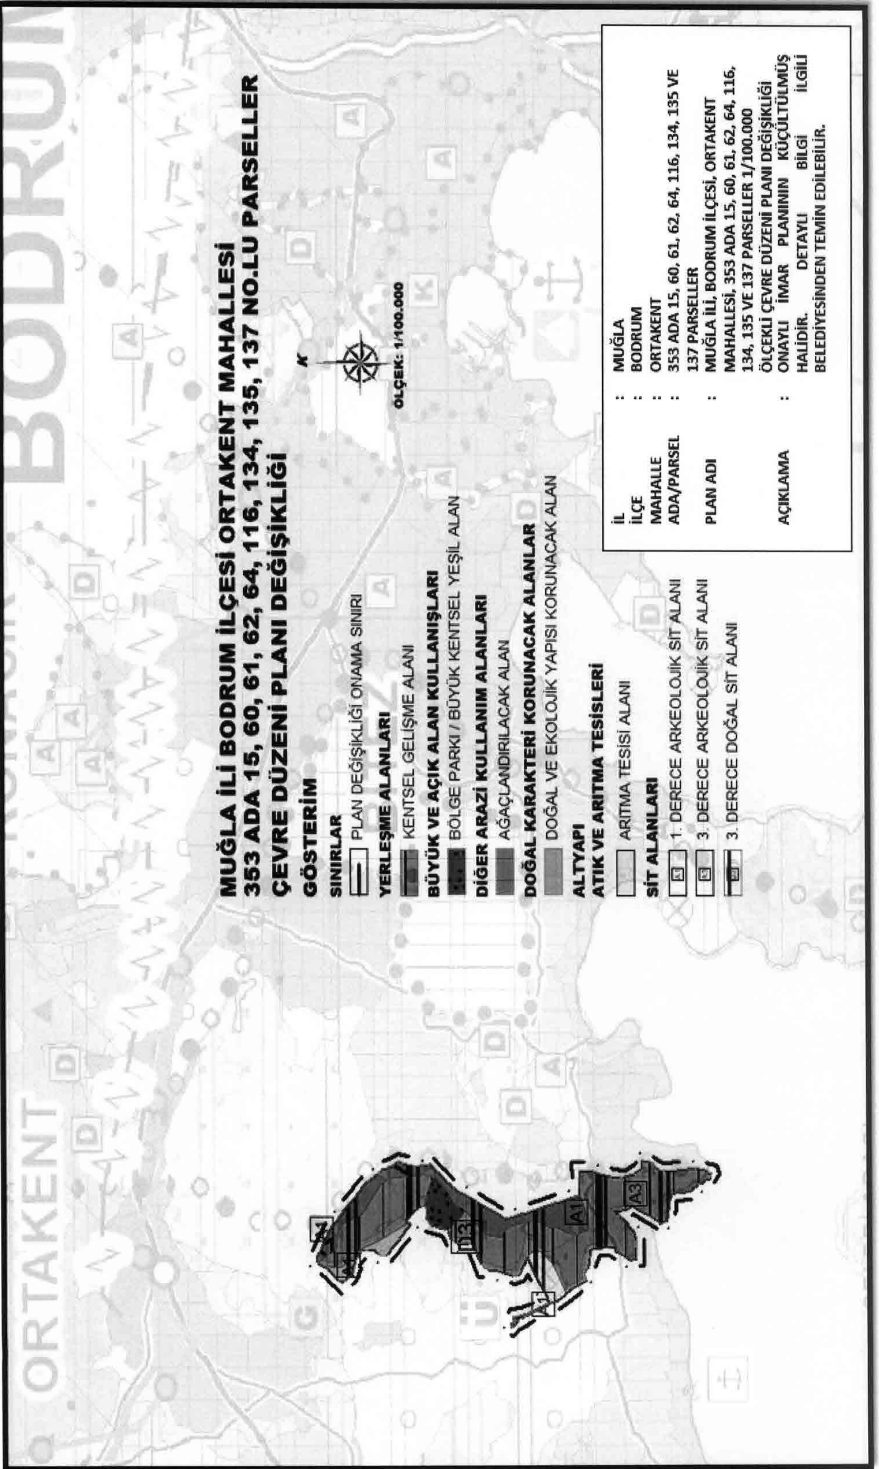 BODRUM
ORTAKENT
MUĞLA İLİ BODRUM İLÇESİ ORTAKENT MAHALLESİ
353 ADA 15, 60, 61, 62, 64, 116, 134, 135, 137 NO.LU PARSELLER
ÇEVRE DÜZENİ PLANI DEĞİŞİKLİĞİ
K
ÖLÇEK: 1/100.000
GÖSTERİM
SINIRLAR
PLAN DEĞİŞİKLİĞİ ONAMA SINIRI
YERLEŞME ALANLARI
KENTSEL GELİŞME ALANI
BÜYÜK VE AÇIK ALAN KULLANIŞLARI
BÖLGE PARKI / BÜYÜK KENTSEL YEŞİL ALAN
DİĞER ARAZİ KULLANIM ALANLARI
AĞAÇLANDIRILACAK ALAN
DOĞAL KARAKTERİ KORUNACAK ALANLAR
DOĞAL VE EKOLOJİK YAPISI KORUNACAK ALAN
ALTYAPI
ATIK VE ARITMA TESİSLERİ
ARITMA TESİSİ ALANI
SİT ALANLARI
1. DERECE ARKEOLOJİK SİT ALANI
3. DERECE ARKEOLOJİK SİT ALANI
3. DERECE DOĞAL SİT ALANI
İL : MUĞLA
İLÇE : BODRUM
MAHALLE : ORTAKENT
ADA/PARSEL : 353 ADA 15, 60, 61, 62, 64, 116, 134, 135 VE
137 PARSELLER
PLAN ADI : MUĞLA İLİ, BODRUM İLÇESİ, ORTAKENT
MAHALLESİ, 353 ADA 15, 60, 61, 62, 64, 116,
134, 135 VE 137 PARSELLER 1/100.000
ÖLÇEKLİ ÇEVRE DÜZENİ PLANI DEĞİŞİKLİĞİ
AÇIKLAMA : ONAYLI İMAR PLANININ KÜÇÜLTÜLMÜŞ
HALİDİR. DETAYLI BİLGİ İLGİLİ
BELEDİYESİNDEN TEMİN EDİLEBİLİR.
A1
D3
A1
A3
A1
G
Ü
D
D
D
D
A
A
A
A
A
K
D
D
D